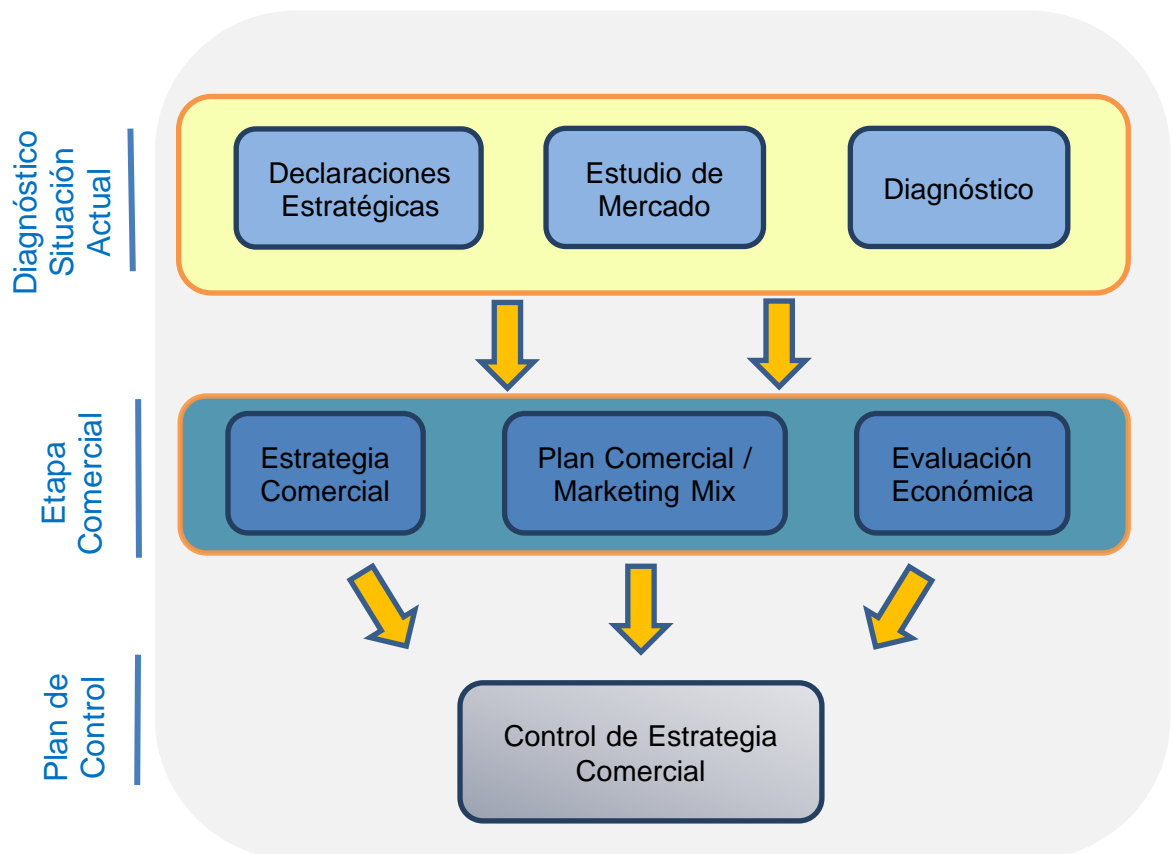 Diagnóstico
Situación
Actual
Declaraciones
Estratégicas
Estudio de
Mercado
Diagnóstico
Etapa
Comercial
Estrategia
Comercial
Plan Comercial /
Marketing Mix
Evaluación
Económica
Plan de
Control
Control de Estrategia
Comercial